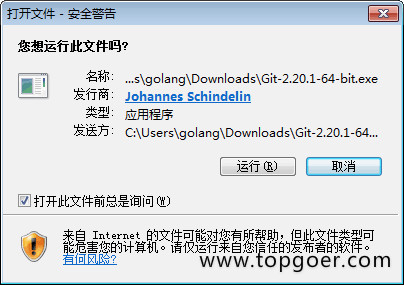 打开文件 - 安全警告
您想运行此文件吗?
名称: ...s\golang\Downloads\Git-2.20.1-64-bit.exe
发行商: Johannes Schindelin
类型: 应用程序
发送方: C:\Users\golang\Downloads\Git-2.20.1-64...
运行(R) 取消
打开此文件前总是询问(W)
来自 Internet 的文件可能对您有所帮助，但此文件类型可
能危害您的计算机。请仅运行来自您信任的发布者的软件。
有何风险?
www.topgoer.com